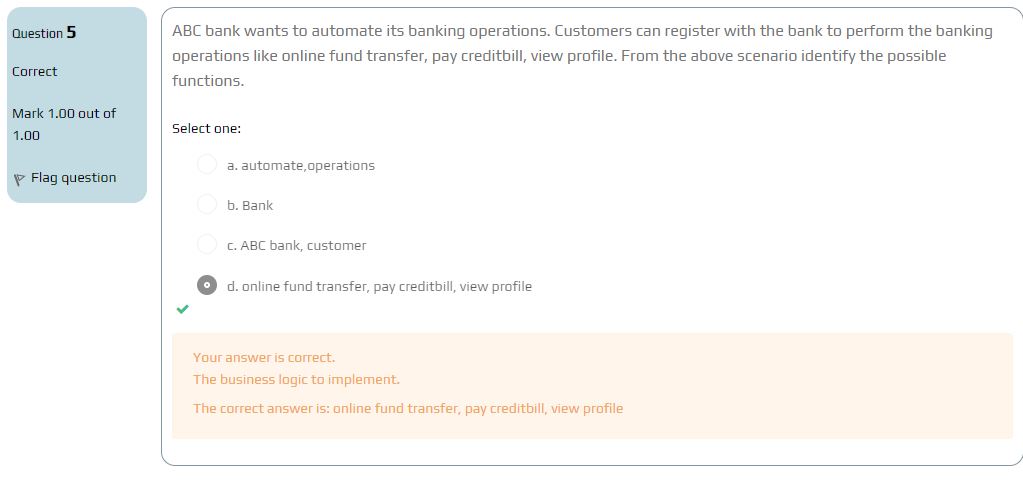 Question 5
Correct
Mark 1.00 out of
1.00
Flag question
ABC bank wants to automate its banking operations. Customers can register with the bank to perform the banking
operations like online fund transfer, pay creditbill, view profile. From the above scenario identify the possible
functions.
Select one:
a. automate,operations
b. Bank
c. ABC bank, customer
d. online fund transfer, pay creditbill, view profile
Your answer is correct.
The business logic to implement.
The correct answer is: online fund transfer, pay creditbill, view profile